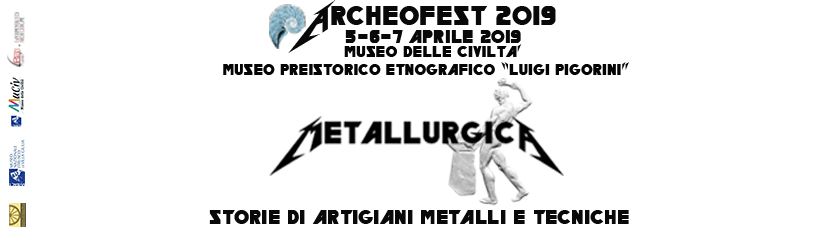 ARCHEOFEST 2019
5-6-7 APRILE 2019
MUSEO DELLE CIVILTA'
MUSEO PREISTORICO ETNOGRAFICO "LUIGI PIGORINI"
METALLURGICA
STORIE DI ARTIGIANI METALLI E TECNICHE
Muciv